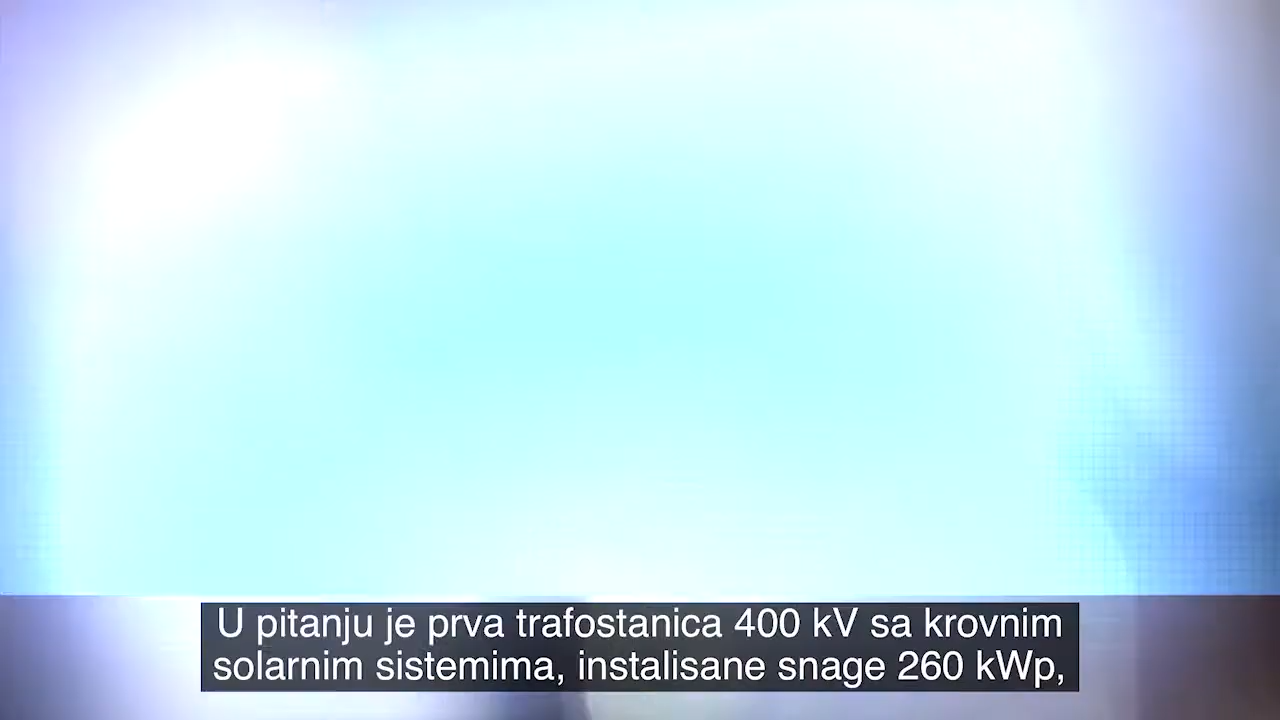 U pitanju je prva trafostanica 400 kV sa krovnim
solarnim sistemima, instalisane snage 260 kWp,